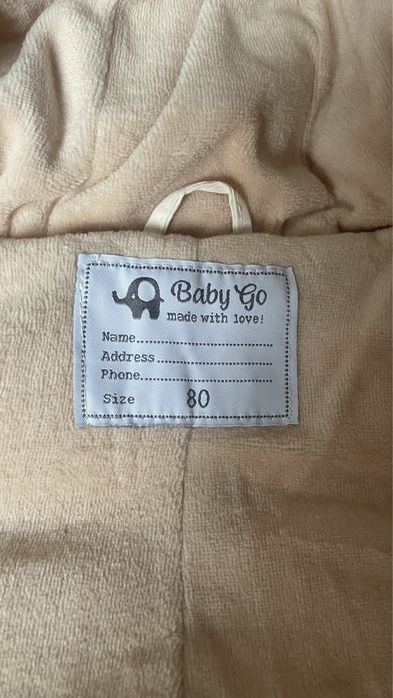 Baby Go
made with love!
Name
Address
Phone
Size 80